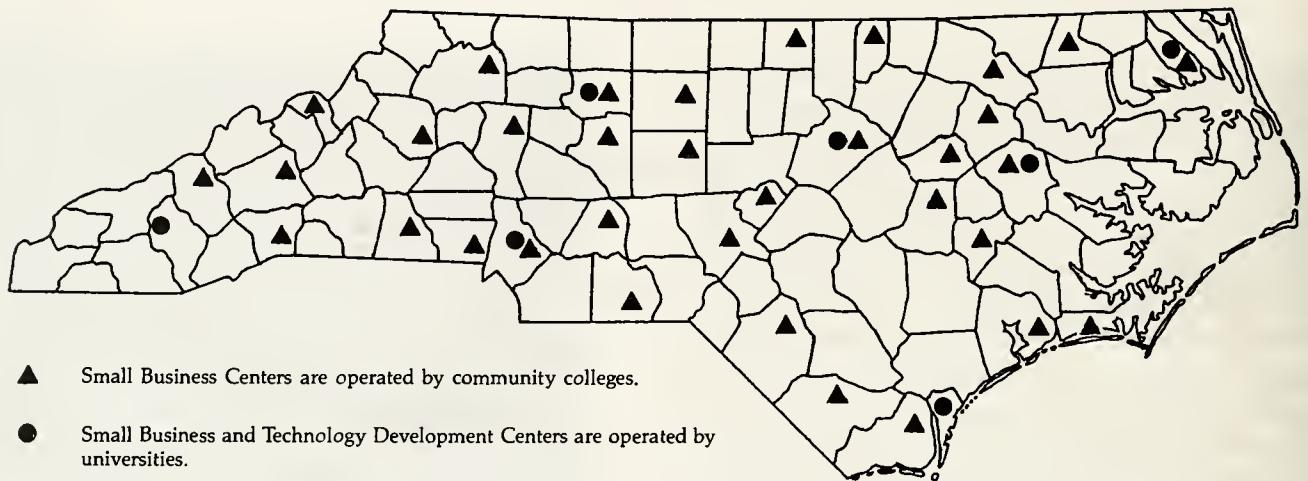 Small Business Centers are operated by community colleges.
Small Business and Technology Development Centers are operated by
universities.